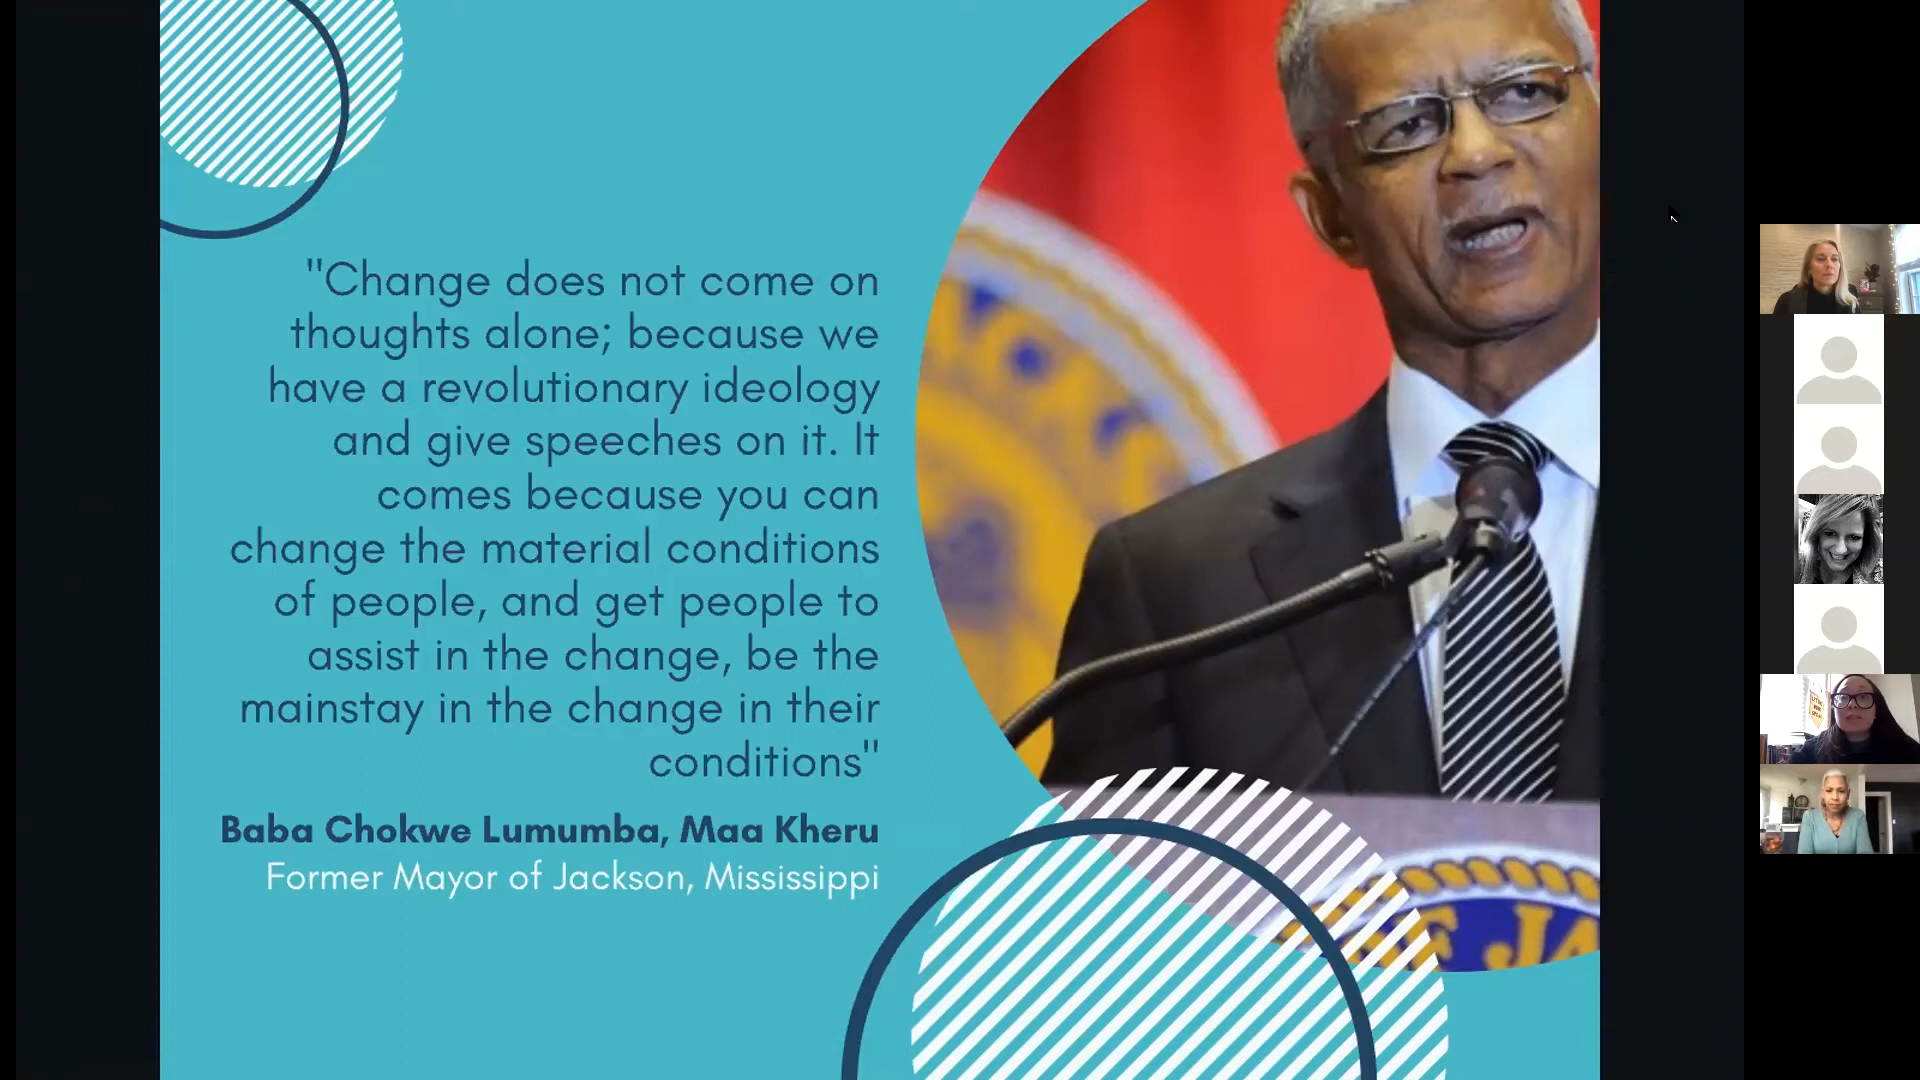 "Change does not come on
thoughts alone; because we
have a revolutionary ideology
and give speeches on it. It
comes because you can
change the material conditions
of people, and get people to
assist in the change, be the
mainstay in the change in their
conditions"
Baba Chokwe Lumumba, Maa Kheru
Former Mayor of Jackson, Mississippi